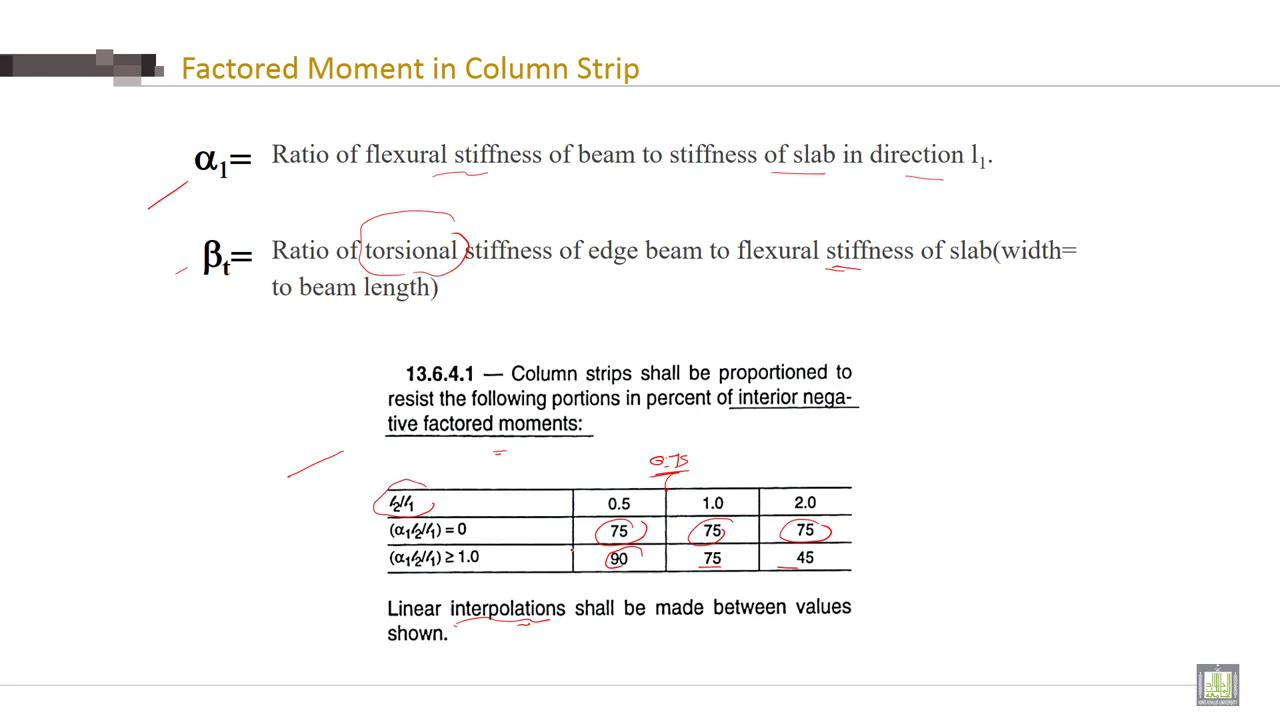 Factored Moment in Column Strip
α1= Ratio of flexural stiffness of beam to stiffness of slab in direction l1.
βt= Ratio of torsional stiffness of edge beam to flexural stiffness of slab(width=
to beam length)
13.6.4.1 — Column strips shall be proportioned to
resist the following portions in percent of interior nega-
tive factored moments:
0.75
ℓ2/ℓ1 0.5 1.0 2.0
(α1ℓ2/ℓ1) = 0 75 75 75
(α1ℓ2/ℓ1) ≥ 1.0 90 75 45
Linear interpolations shall be made between values
shown.
KING KHALID UNIVERSITY